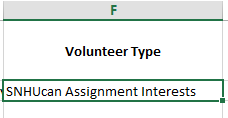 F
Volunteer Type
SNHUcan Assignment Interests